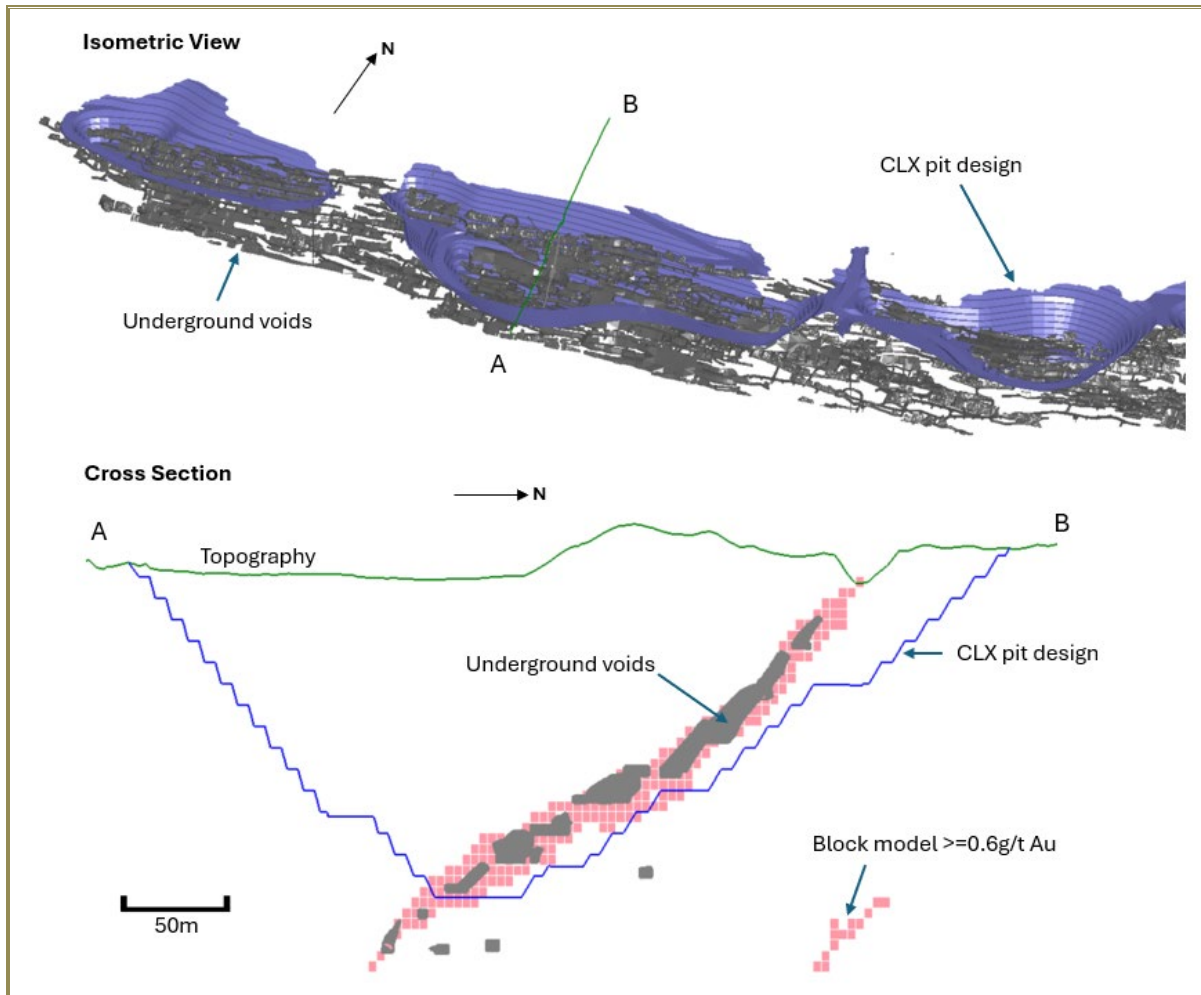 Isometric View
N
B
CLX pit design
Underground voids
A
Cross Section
N
A
B
Topography
Underground voids
CLX pit design
Block model >=0.6g/t Au
50m